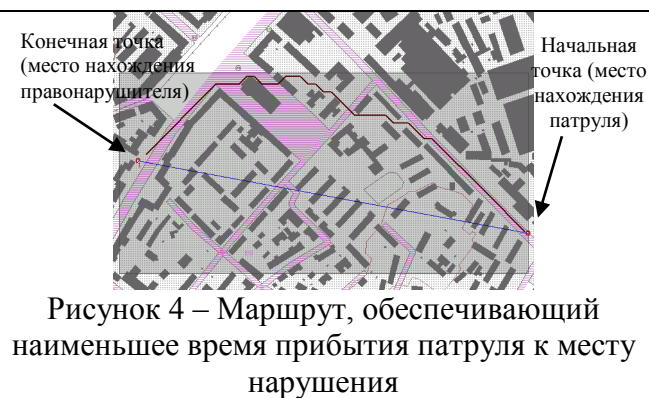 Конечная точка
(место нахождения
правонарушителя)
Начальная
точка (место
нахождения
патруля)
Рисунок 4 – Маршрут, обеспечивающий
наименьшее время прибытия патруля к месту
нарушения